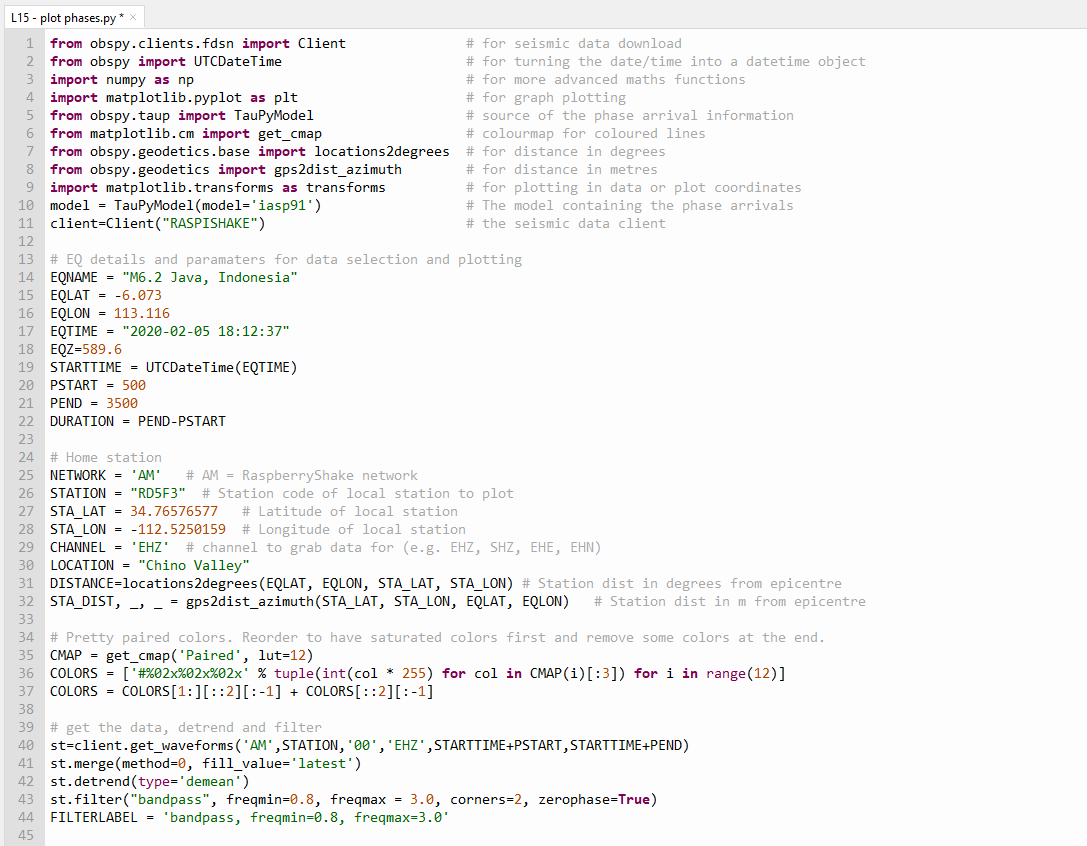 L15 - plot phases.py * ×
1 from obspy.clients.fdsn import Client # for seismic data download
2 from obspy import UTCDateTime # for turning the date/time into a datetime object
3 import numpy as np # for more advanced maths functions
4 import matplotlib.pyplot as plt # for graph plotting
5 from obspy.taup import TauPyModel # source of the phase arrival information
6 from matplotlib.cm import get_cmap # colourmap for coloured lines
7 from obspy.geodetics.base import locations2degrees # for distance in degrees
8 from obspy.geodetics import gps2dist_azimuth # for distance in metres
9 import matplotlib.transforms as transforms # for plotting in data or plot coordinates
10 model = TauPyModel(model='iasp91') # The model containing the phase arrivals
11 client=Client("RASPISHAKE") # the seismic data client
12
13 # EQ details and paramaters for data selection and plotting
14 EQNAME = "M6.2 Java, Indonesia"
15 EQLAT = -6.073
16 EQLON = 113.116
17 EQTIME = "2020-02-05 18:12:37"
18 EQZ=589.6
19 STARTTIME = UTCDateTime(EQTIME)
20 PSTART = 500
21 PEND = 3500
22 DURATION = PEND-PSTART
23
24 # Home station
25 NETWORK = 'AM' # AM = RaspberryShake network
26 STATION = "RD5F3" # Station code of local station to plot
27 STA_LAT = 34.76576577 # Latitude of local station
28 STA_LON = -112.5250159 # Longitude of local station
29 CHANNEL = 'EHZ' # channel to grab data for (e.g. EHZ, SHZ, EHE, EHN)
30 LOCATION = "Chino Valley"
31 DISTANCE=locations2degrees(EQLAT, EQLON, STA_LAT, STA_LON) # Station dist in degrees from epicentre
32 STA_DIST, _, _ = gps2dist_azimuth(STA_LAT, STA_LON, EQLAT, EQLON) # Station dist in m from epicentre
33
34 # Pretty paired colors. Reorder to have saturated colors first and remove some colors at the end.
35 CMAP = get_cmap('Paired', lut=12)
36 COLORS = ['#%02x%02x%02x' % tuple(int(col * 255) for col in CMAP(i)[:3]) for i in range(12)]
37 COLORS = COLORS[1:][::2][:-1] + COLORS[::2][:-1]
38
39 # get the data, detrend and filter
40 st=client.get_waveforms('AM',STATION,'00','EHZ',STARTTIME+PSTART,STARTTIME+PEND)
41 st.merge(method=0, fill_value='latest')
42 st.detrend(type='demean')
43 st.filter("bandpass", freqmin=0.8, freqmax = 3.0, corners=2, zerophase=True)
44 FILTERLABEL = 'bandpass, freqmin=0.8, freqmax=3.0'
45